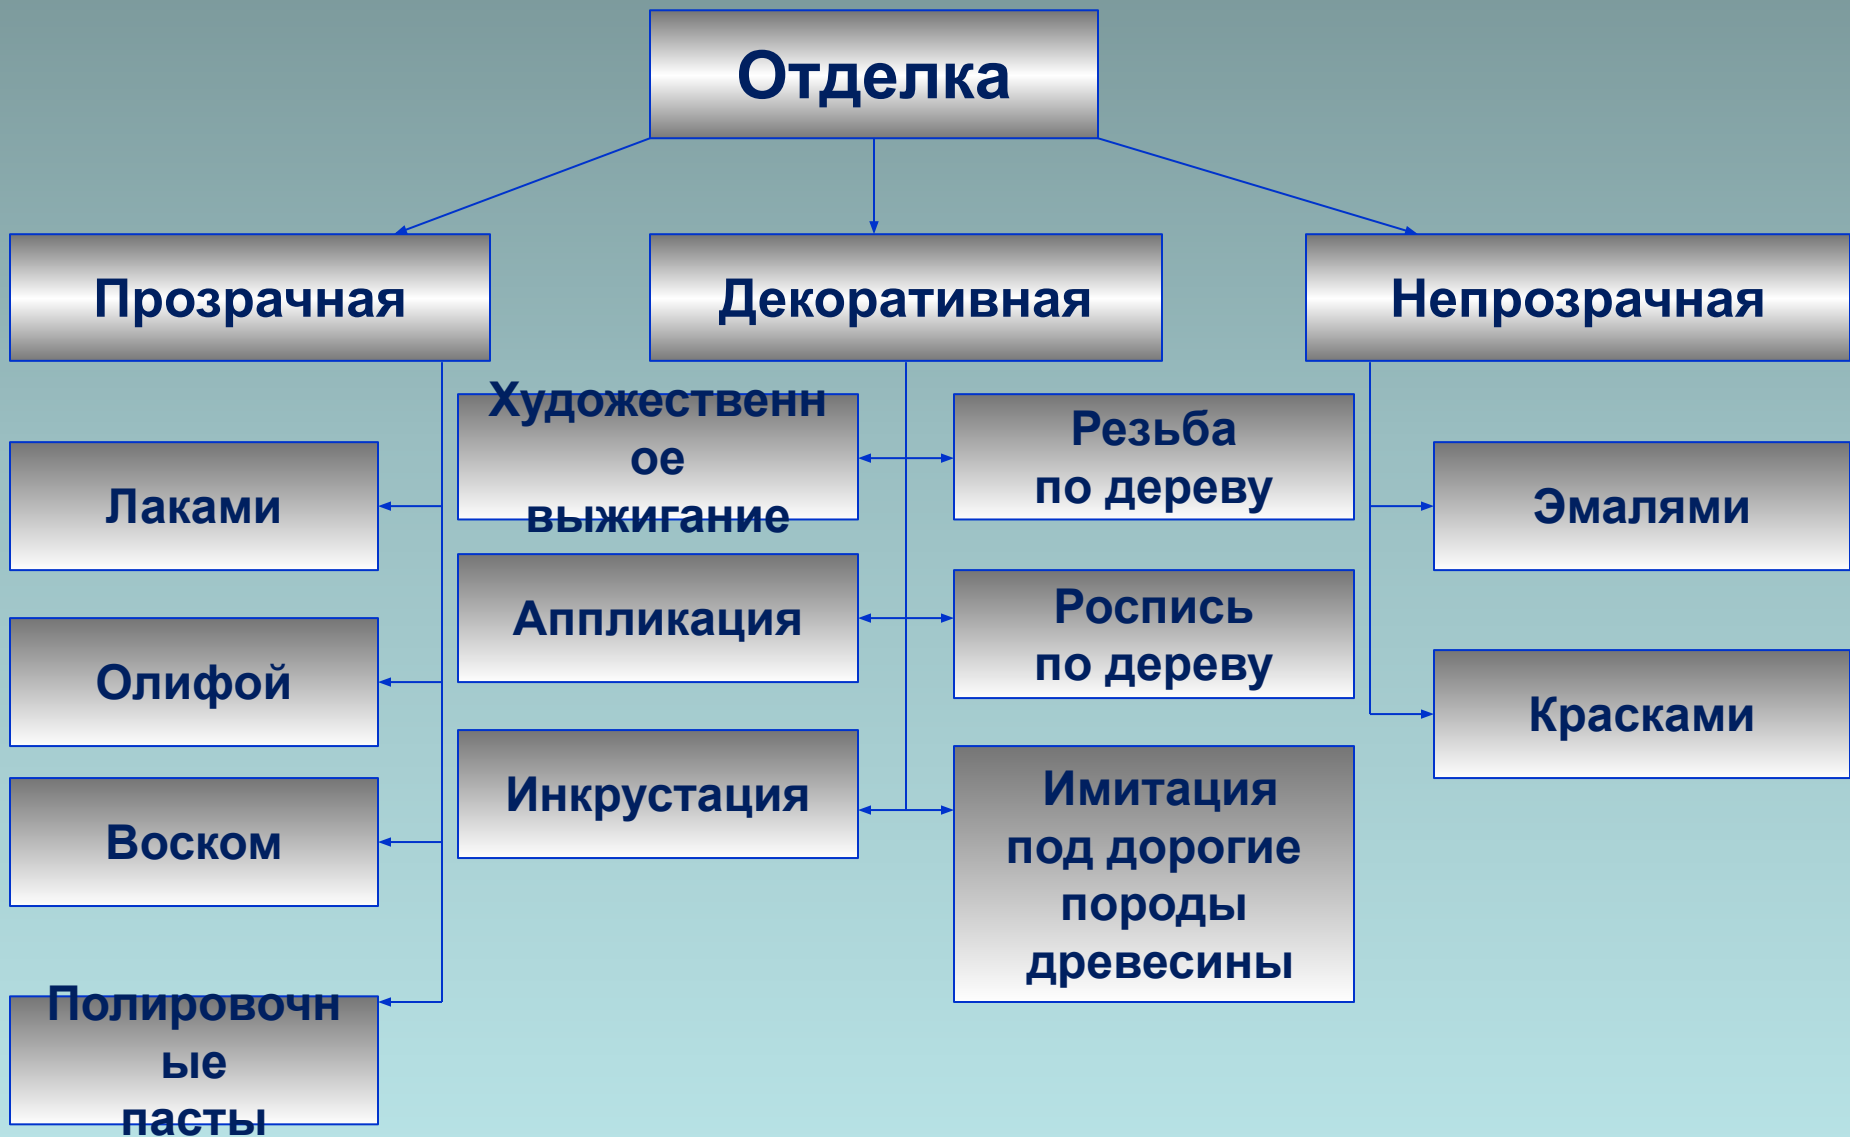 Отделка
Прозрачная
Декоративная
Непрозрачная
Лаками
Олифой
Воском
Полировочн
ые
пасты
Художественн
ое
выжигание
Аппликация
Инкрустация
Резьба
по дереву
Роспись
по дереву
Имитация
под дорогие
породы
древесины
Эмалями
Красками